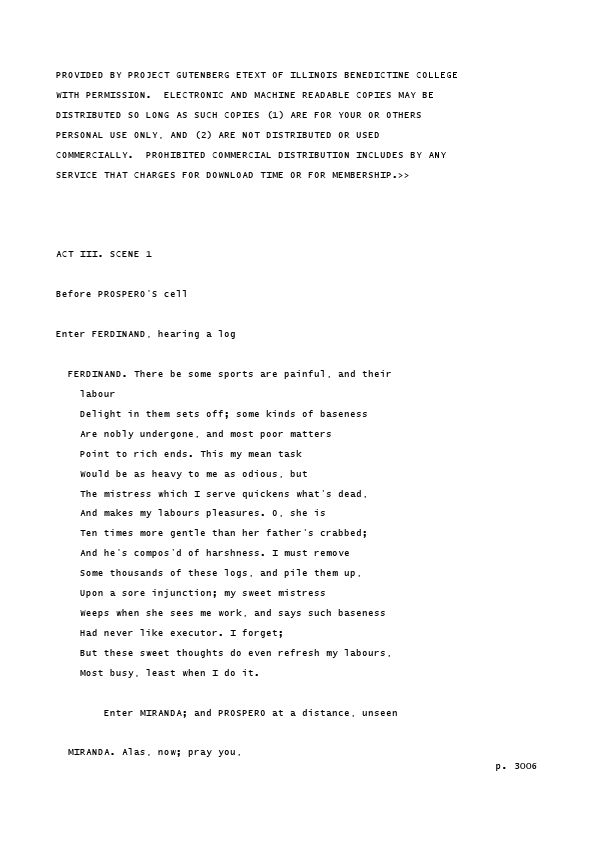 PROVIDED BY PROJECT GUTENBERG ETEXT OF ILLINOIS BENEDICTINE COLLEGE
WITH PERMISSION.  ELECTRONIC AND MACHINE READABLE COPIES MAY BE
DISTRIBUTED SO LONG AS SUCH COPIES (1) ARE FOR YOUR OR OTHERS
PERSONAL USE ONLY, AND (2) ARE NOT DISTRIBUTED OR USED
COMMERCIALLY.  PROHIBITED COMMERCIAL DISTRIBUTION INCLUDES BY ANY
SERVICE THAT CHARGES FOR DOWNLOAD TIME OR FOR MEMBERSHIP.>>
ACT III. SCENE 1
Before PROSPERO'S cell
Enter FERDINAND, hearing a log
FERDINAND. There be some sports are painful, and their
labour
Delight in them sets off; some kinds of baseness
Are nobly undergone, and most poor matters
Point to rich ends. This my mean task
Would be as heavy to me as odious, but
The mistress which I serve quickens what's dead,
And makes my labours pleasures. O, she is
Ten times more gentle than her father's crabbed;
And he's compos'd of harshness. I must remove
Some thousands of these logs, and pile them up,
Upon a sore injunction; my sweet mistress
Weeps when she sees me work, and says such baseness
Had never like executor. I forget;
But these sweet thoughts do even refresh my labours,
Most busy, least when I do it.
Enter MIRANDA; and PROSPERO at a distance, unseen
MIRANDA. Alas, now; pray you,
p. 3006